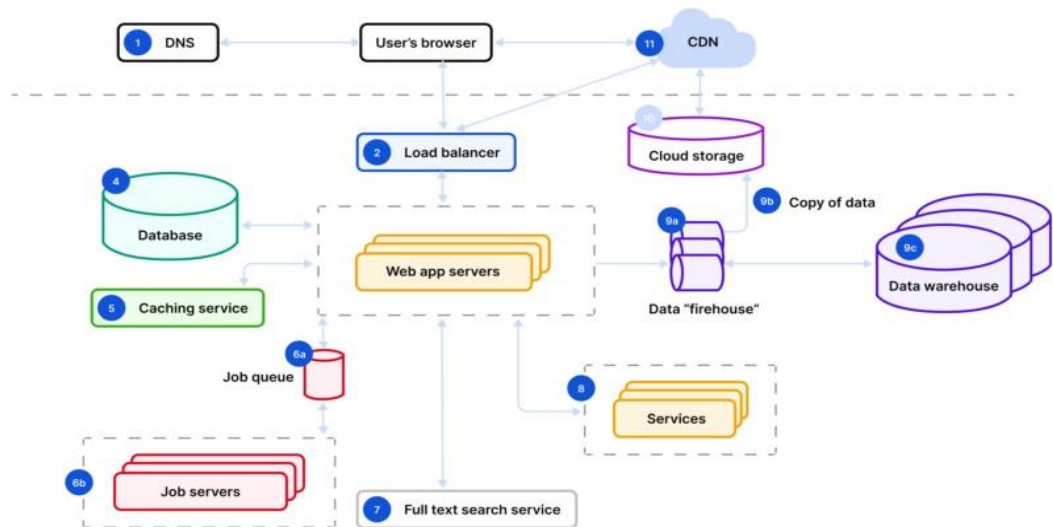 1 DNS
User's browser
11 CDN
2 Load balancer
10
Cloud storage
4
Database
9a
9b Copy of data
9c
Data warehouse
Web app servers
Data "firehouse"
5 Caching service
6a
Job queue
8
Services
6b
Job servers
7 Full text search service